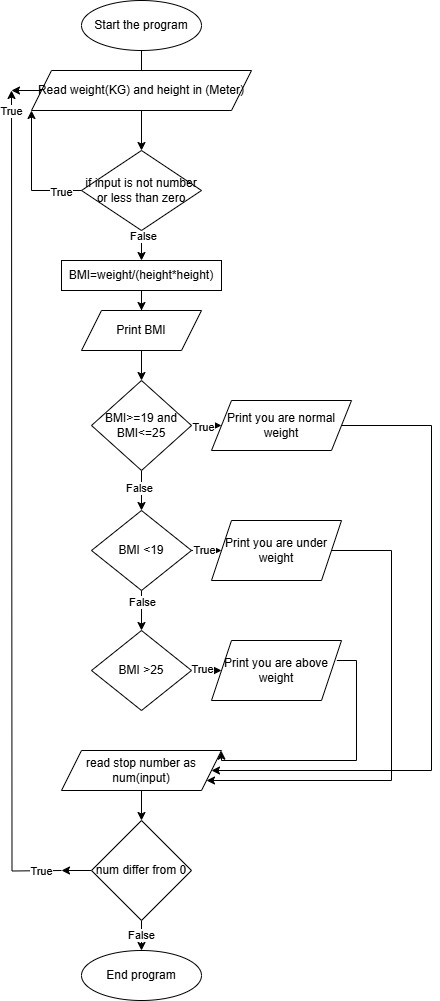 Start the program
Read weight(KG) and height in (Meter)
True
if input is not number
or less than zero
True
False
BMI=weight/(height*height)
Print BMI
BMI>=19 and
BMI<=25
True
Print you are normal
weight
False
BMI <19
True
Print you are under
weight
False
BMI >25
True
Print you are above
weight
read stop number as
num(input)
num differ from 0
True
False
End program